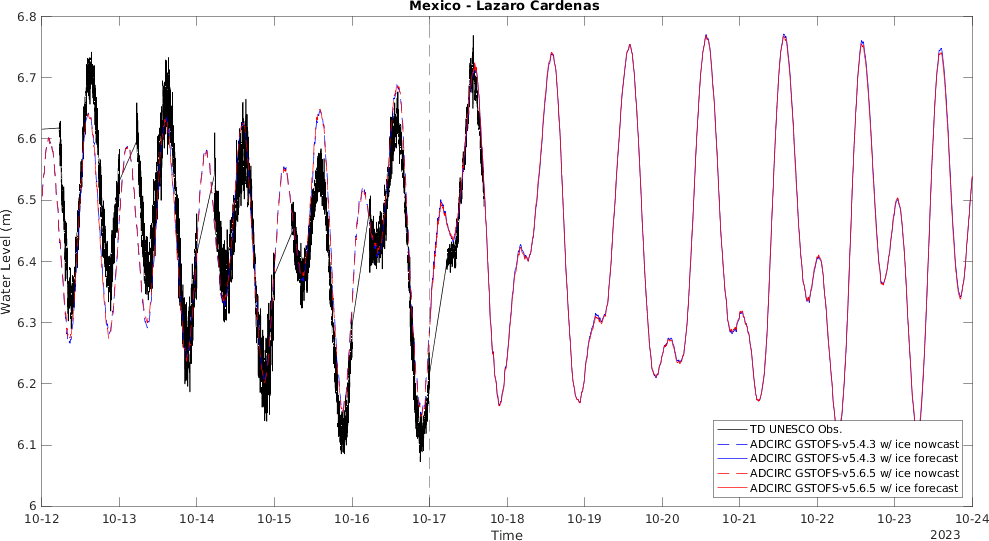 Mexico - Lazaro Cardenas
6.8
6.7
6.6
6.5
6.4
6.3
6.2
6.1
6
Water Level (m)
TD UNESCO Obs.
ADCIRC GSTOFS-v5.4.3 w/ ice nowcast
ADCIRC GSTOFS-v5.4.3 w/ ice forecast
ADCIRC GSTOFS-v5.6.5 w/ ice nowcast
ADCIRC GSTOFS-v5.6.5 w/ ice forecast
10-12 10-13 10-14 10-15 10-16 10-17 10-18 10-19 10-20 10-21 10-22 10-23 10-24
Time
2023